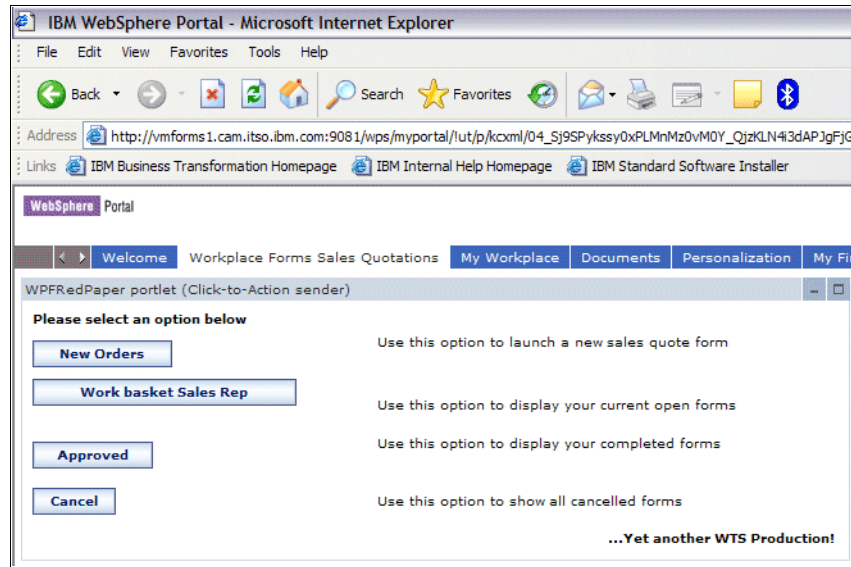 IBM WebSphere Portal - Microsoft Internet Explorer
File Edit View Favorites Tools Help
Back Search Favorites
Address http://vmforms1.cam.itso.ibm.com:9081/wps/myportal/!ut/p/kcxml/04_Sj9SPykssy0xPLMnMz0vM0Y_QjzKLN4i3dAPJgFjG
Links IBM Business Transformation Homepage IBM Internal Help Homepage IBM Standard Software Installer
WebSphere Portal
Welcome Workplace Forms Sales Quotations My Workplace Documents Personalization My Fi
WPFRedPaper portlet (Click-to-Action sender)
Please select an option below
New Orders Use this option to launch a new sales quote form
Work basket Sales Rep Use this option to display your current open forms
Approved Use this option to display your completed forms
Cancel Use this option to show all cancelled forms
...Yet another WTS Production!